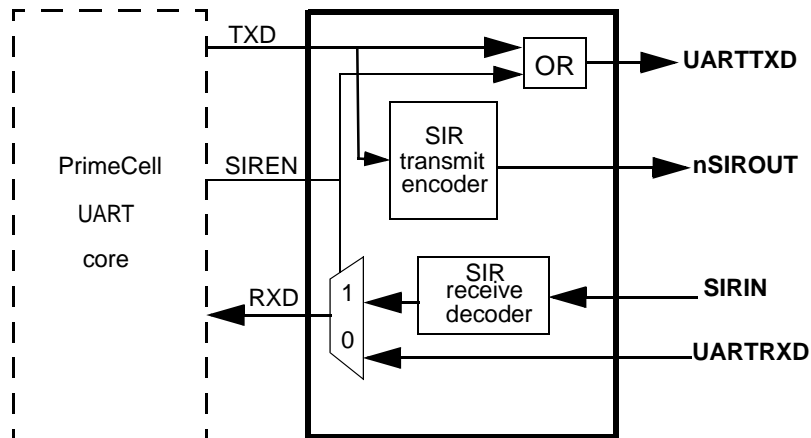 TXD
OR
UARTTXD
SIR
transmit
encoder
nSIROUT
PrimeCell
UART
core
SIREN
SIR
receive
decoder
SIRIN
RXD
1
0
UARTRXD